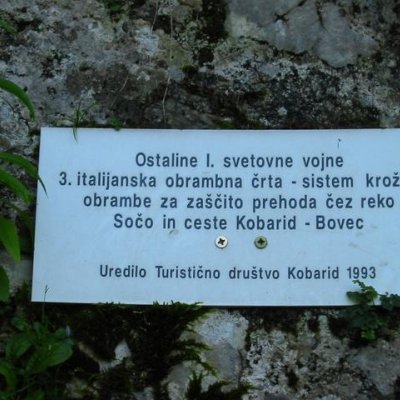 Ostaline I. svetovne vojne
3. italijanska obrambna črta - sistem
obrambe za zaščito prehoda čez reko
Sočo in ceste Kobarid - Bovec
Uredilo Turistično društvo Kobarid 1993